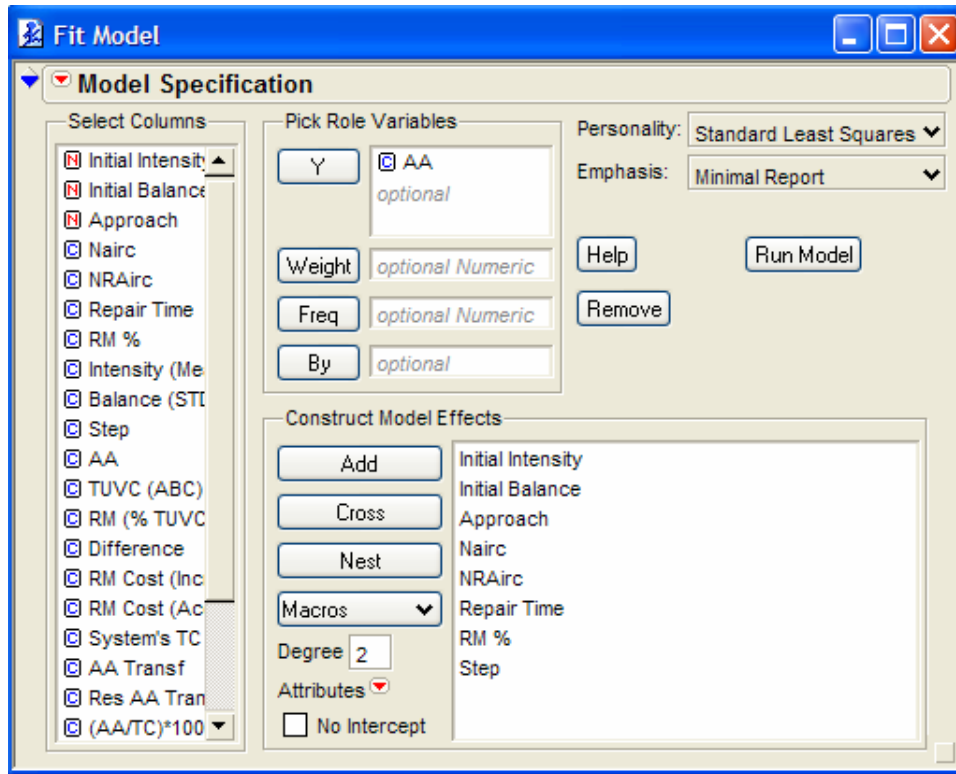 Fit Model
Model Specification
Select Columns
Initial Intensity
Initial Balance
Approach
Nairc
NRAirc
Repair Time
RM %
Intensity (Me
Balance (STD
Step
AA
TUVC (ABC)
RM (% TUVC
Difference
RM Cost (Inc
RM Cost (Ac
System's TC
AA Transf
Res AA Tran
(AA/TC)*100
Pick Role Variables
Y
AA
optional
Weight
optional Numeric
Freq
optional Numeric
By
optional
Personality:
Standard Least Squares
Emphasis:
Minimal Report
Help
Run Model
Remove
Construct Model Effects
Add
Cross
Nest
Macros
Degree 2
Attributes
No Intercept
Initial Intensity
Initial Balance
Approach
Nairc
NRAirc
Repair Time
RM %
Step